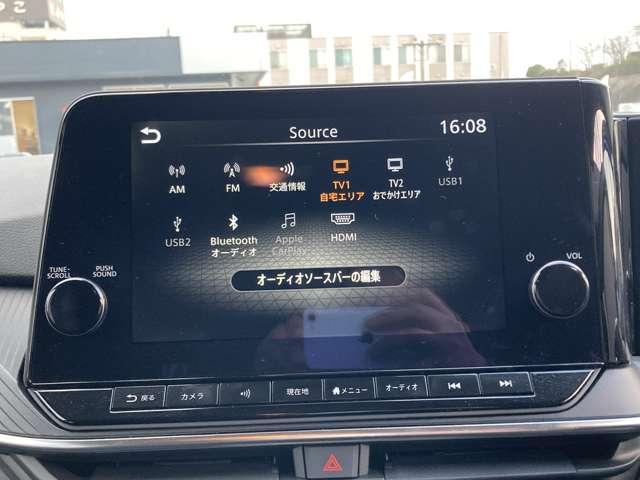 Source
16:08
AM
FM
交通情報
TV1
自宅エリア
TV2
おでかけエリア
USB1
USB2
Bluetooth
オーディオ
Apple
CarPlay
HDMI
オーディオソースバーの編集
TUNE-
SCROLL
PUSH
SOUND
VOL
戻る
カメラ
現在地
メニュー
オーディオ